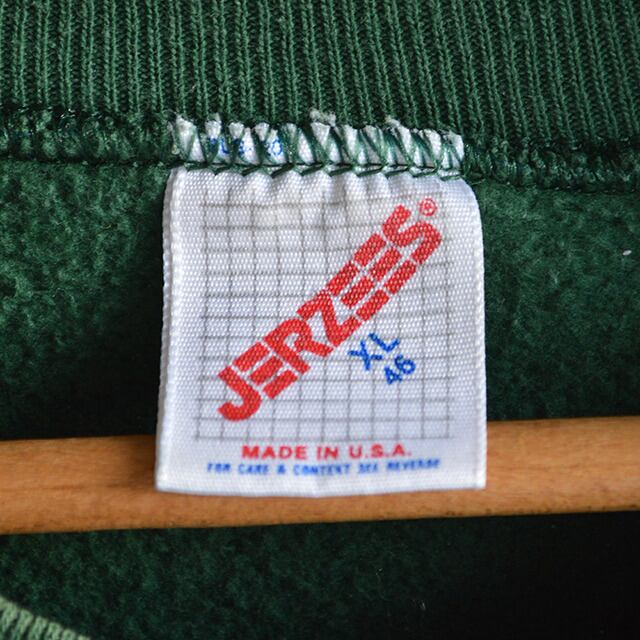 JERZEES®
XL
46
MADE IN U.S.A.
FOR CARE & CONTENT SEE REVERSE